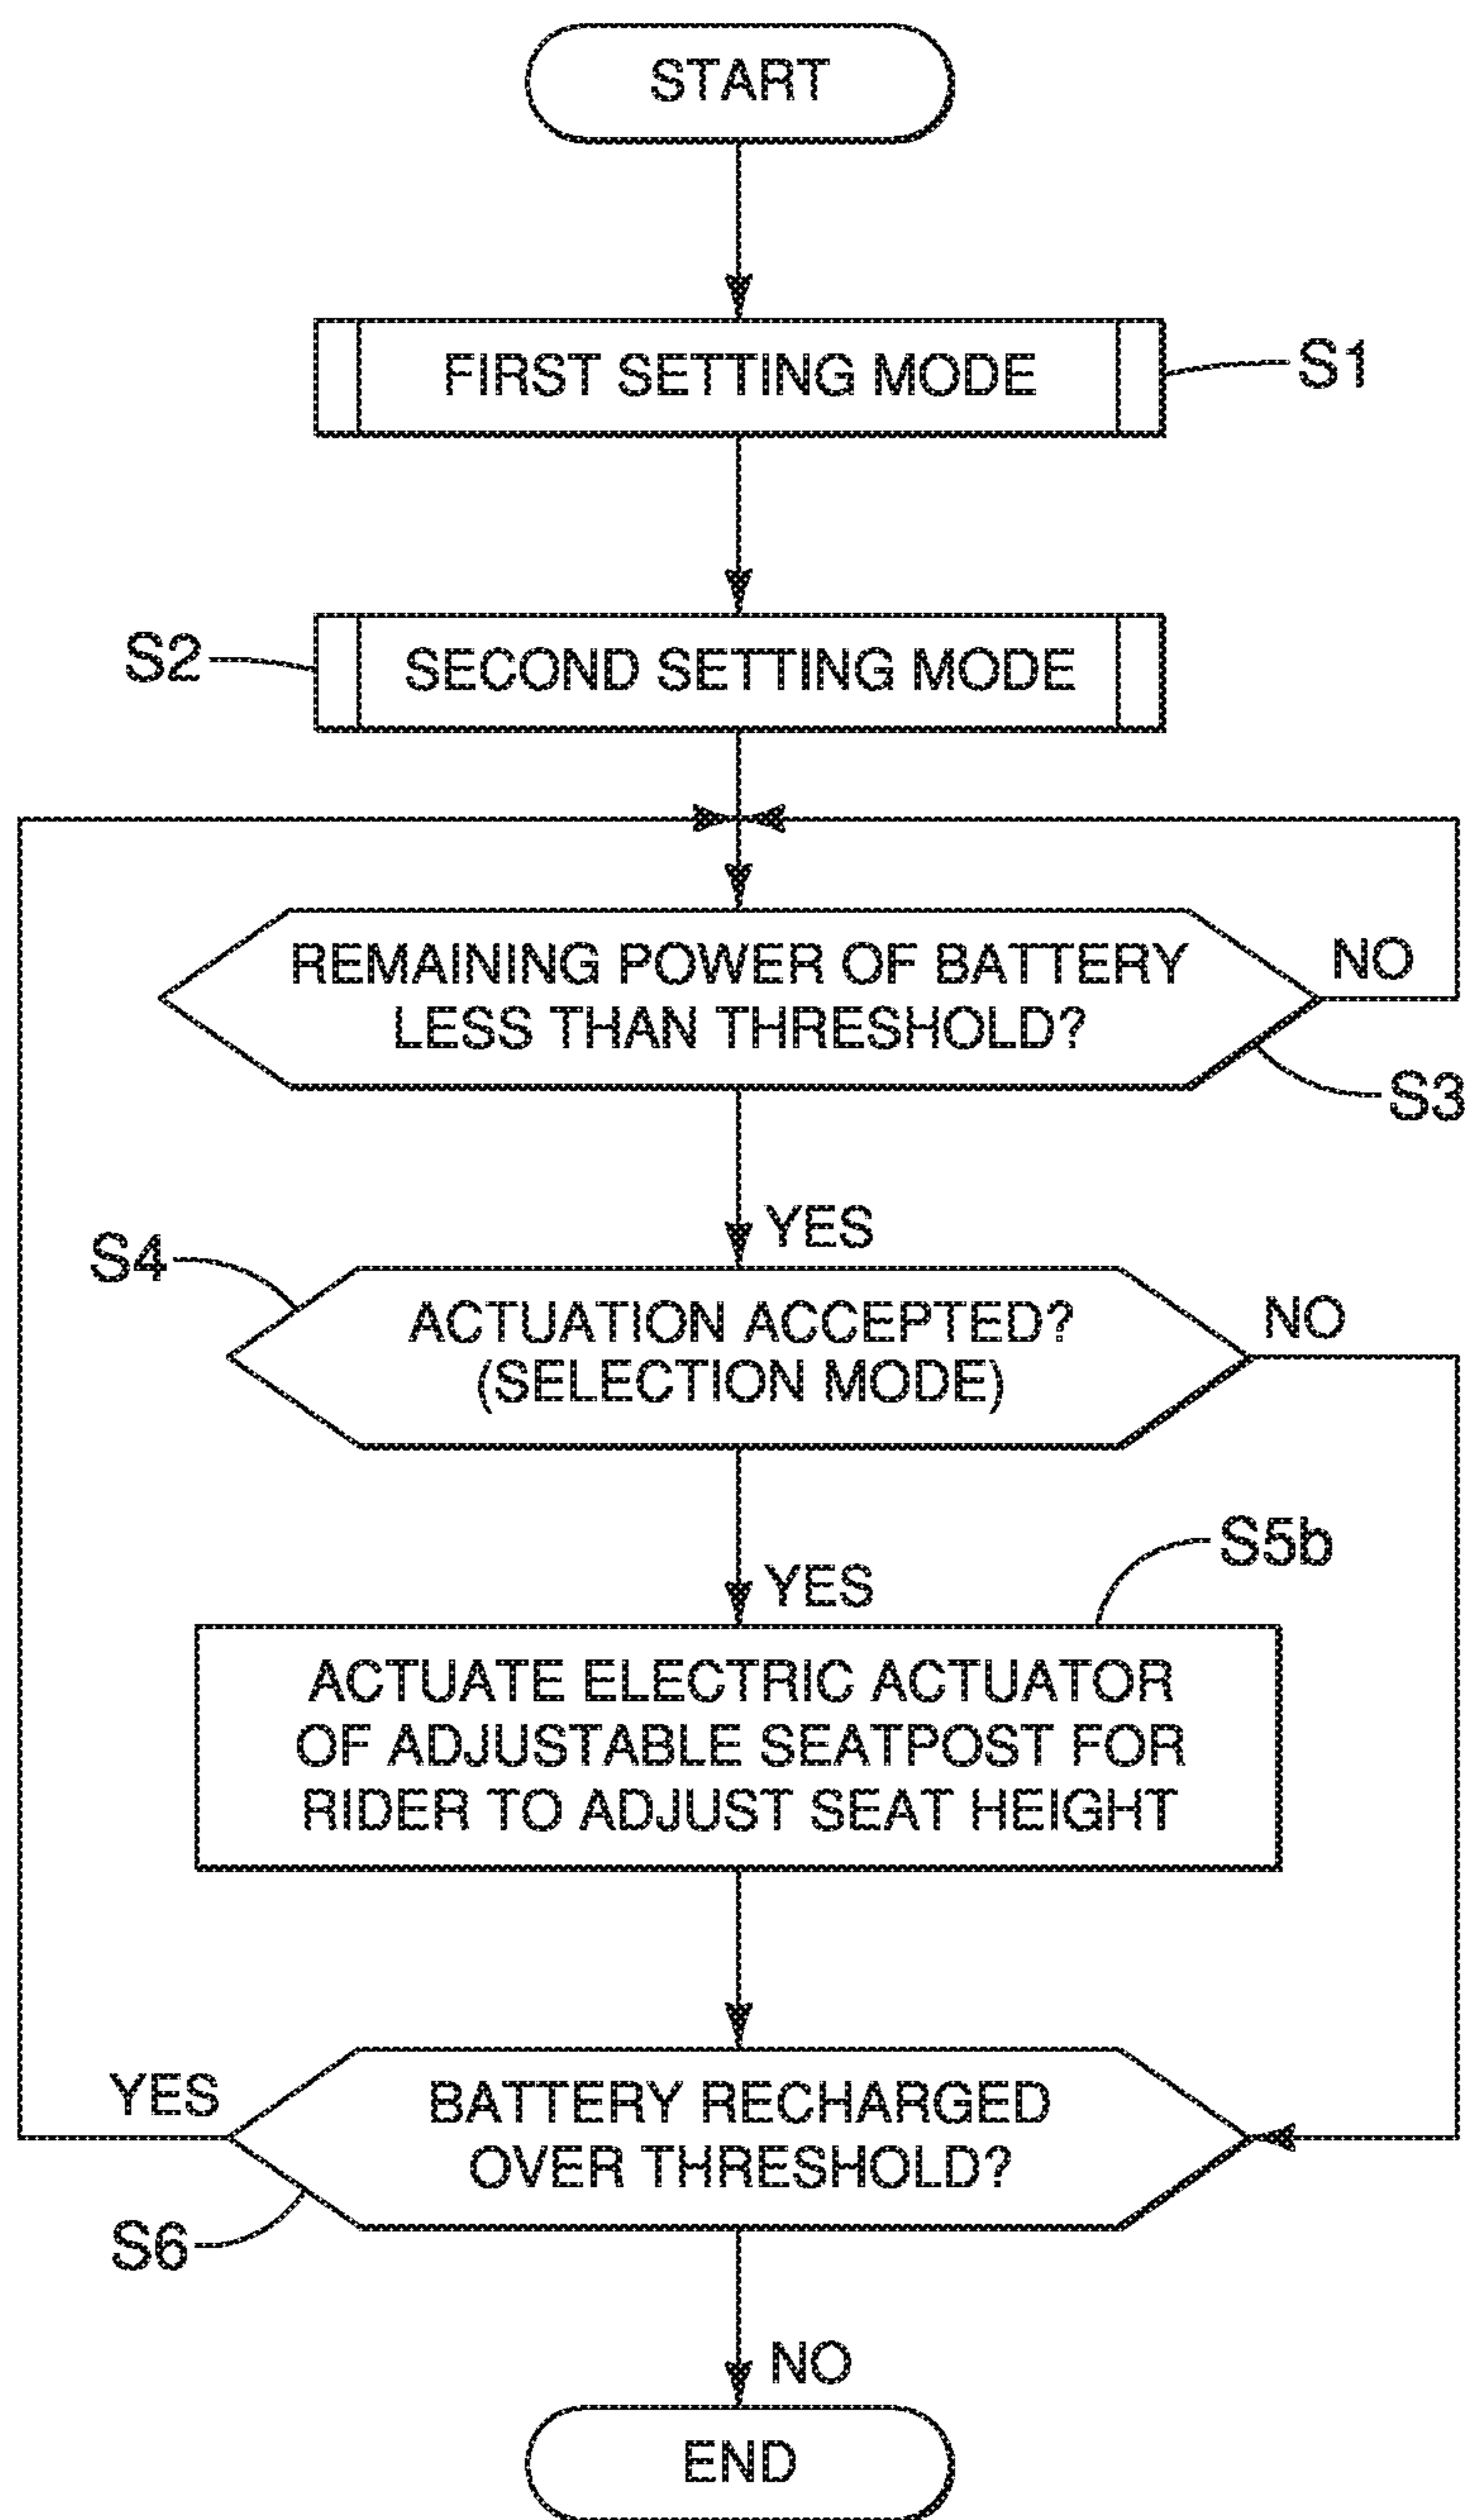 START
FIRST SETTING MODE
S1
S2
SECOND SETTING MODE
REMAINING POWER OF BATTERY
LESS THAN THRESHOLD?
NO
S3
YES
S4
ACTUATION ACCEPTED?
(SELECTION MODE)
NO
S5b
YES
ACTUATE ELECTRIC ACTUATOR
OF ADJUSTABLE SEATPOST FOR
RIDER TO ADJUST SEAT HEIGHT
YES
BATTERY RECHARGED
OVER THRESHOLD?
S6
NO
END